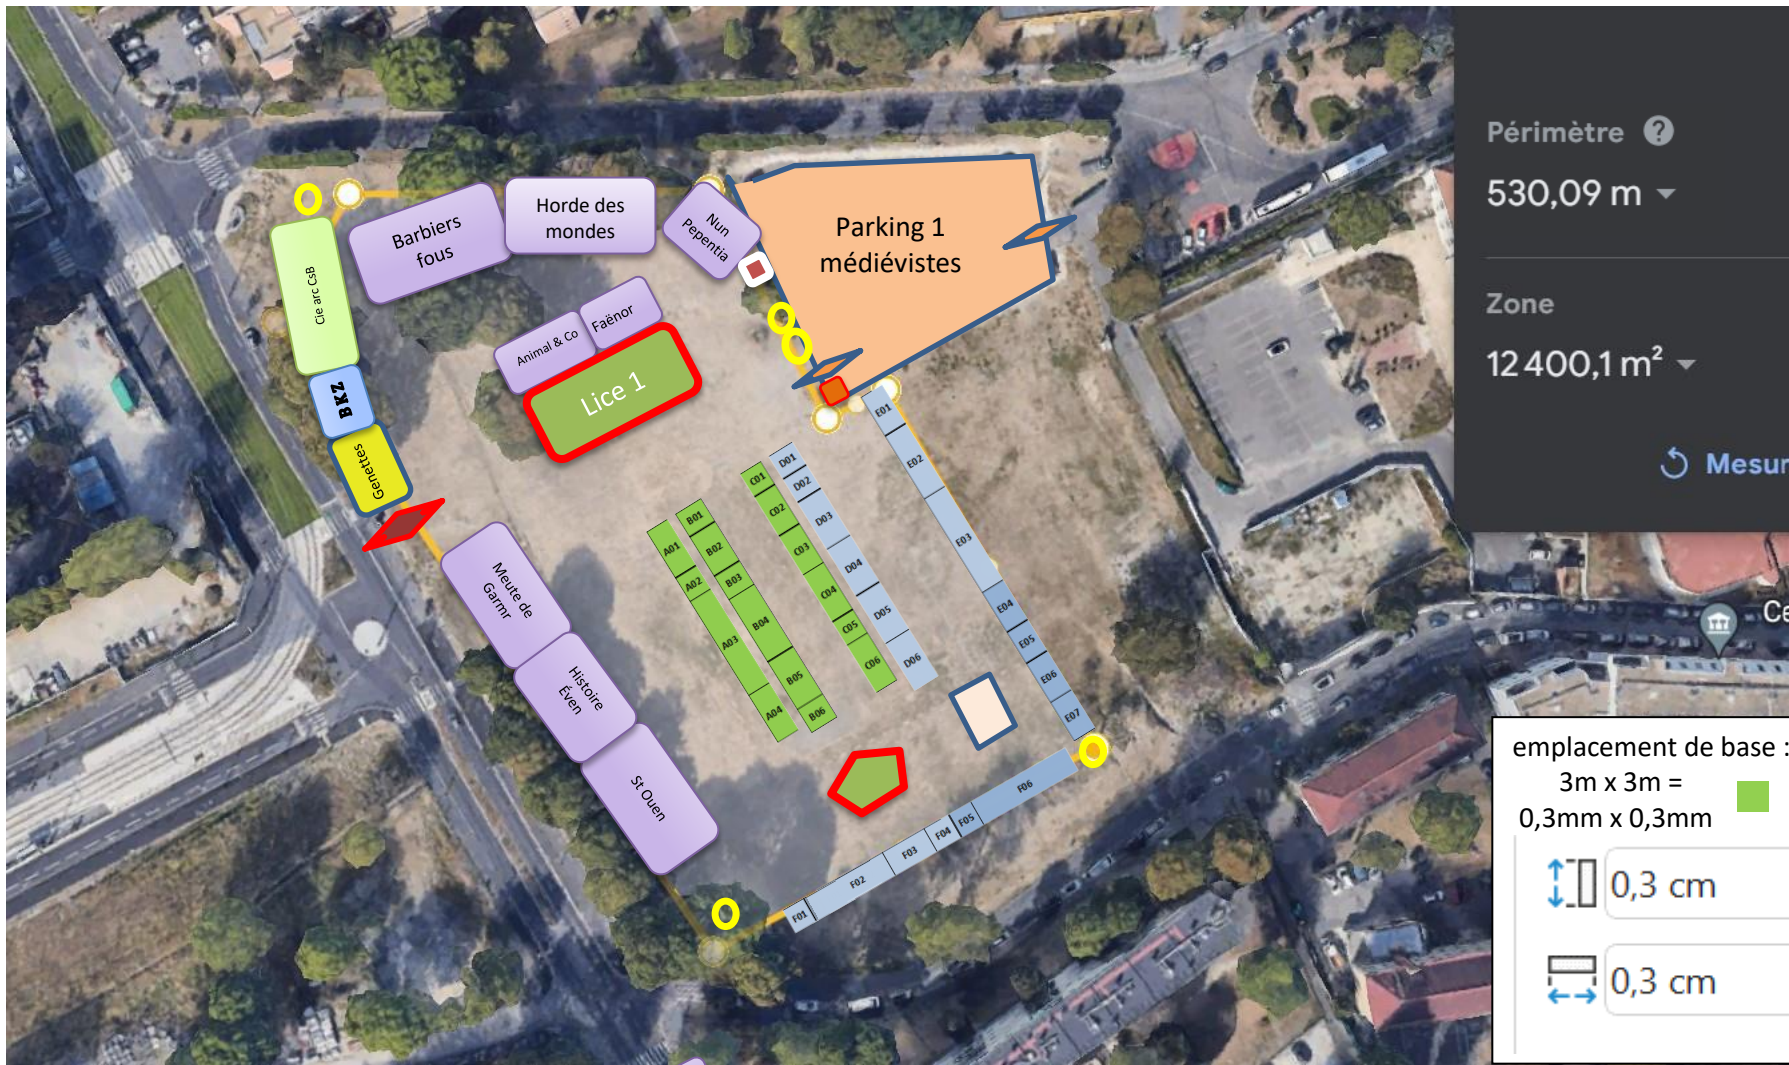 Périmètre ?
530,09 m
Zone
12 400,1 m²
Mesur
Parking 1
médiévistes
Horde des
mondes
Nun
Pepentia
Barbiers
fous
Cie arc CsB
Faënor
Animal & Co
Lice 1
BKZ
Genettes
Meute de
Garmr
Histoire
Éven
St Ouen
A01
A02
A03
A04
B01
B02
B03
B04
B05
B06
C01
C02
C03
C04
C05
C06
D01
D02
D03
D04
D05
D06
E01
E02
E03
E04
E05
E06
E07
F01
F02
F03
F04
F05
F06
Ce
emplacement de base :
3m x 3m =
0,3mm x 0,3mm
0,3 cm
0,3 cm